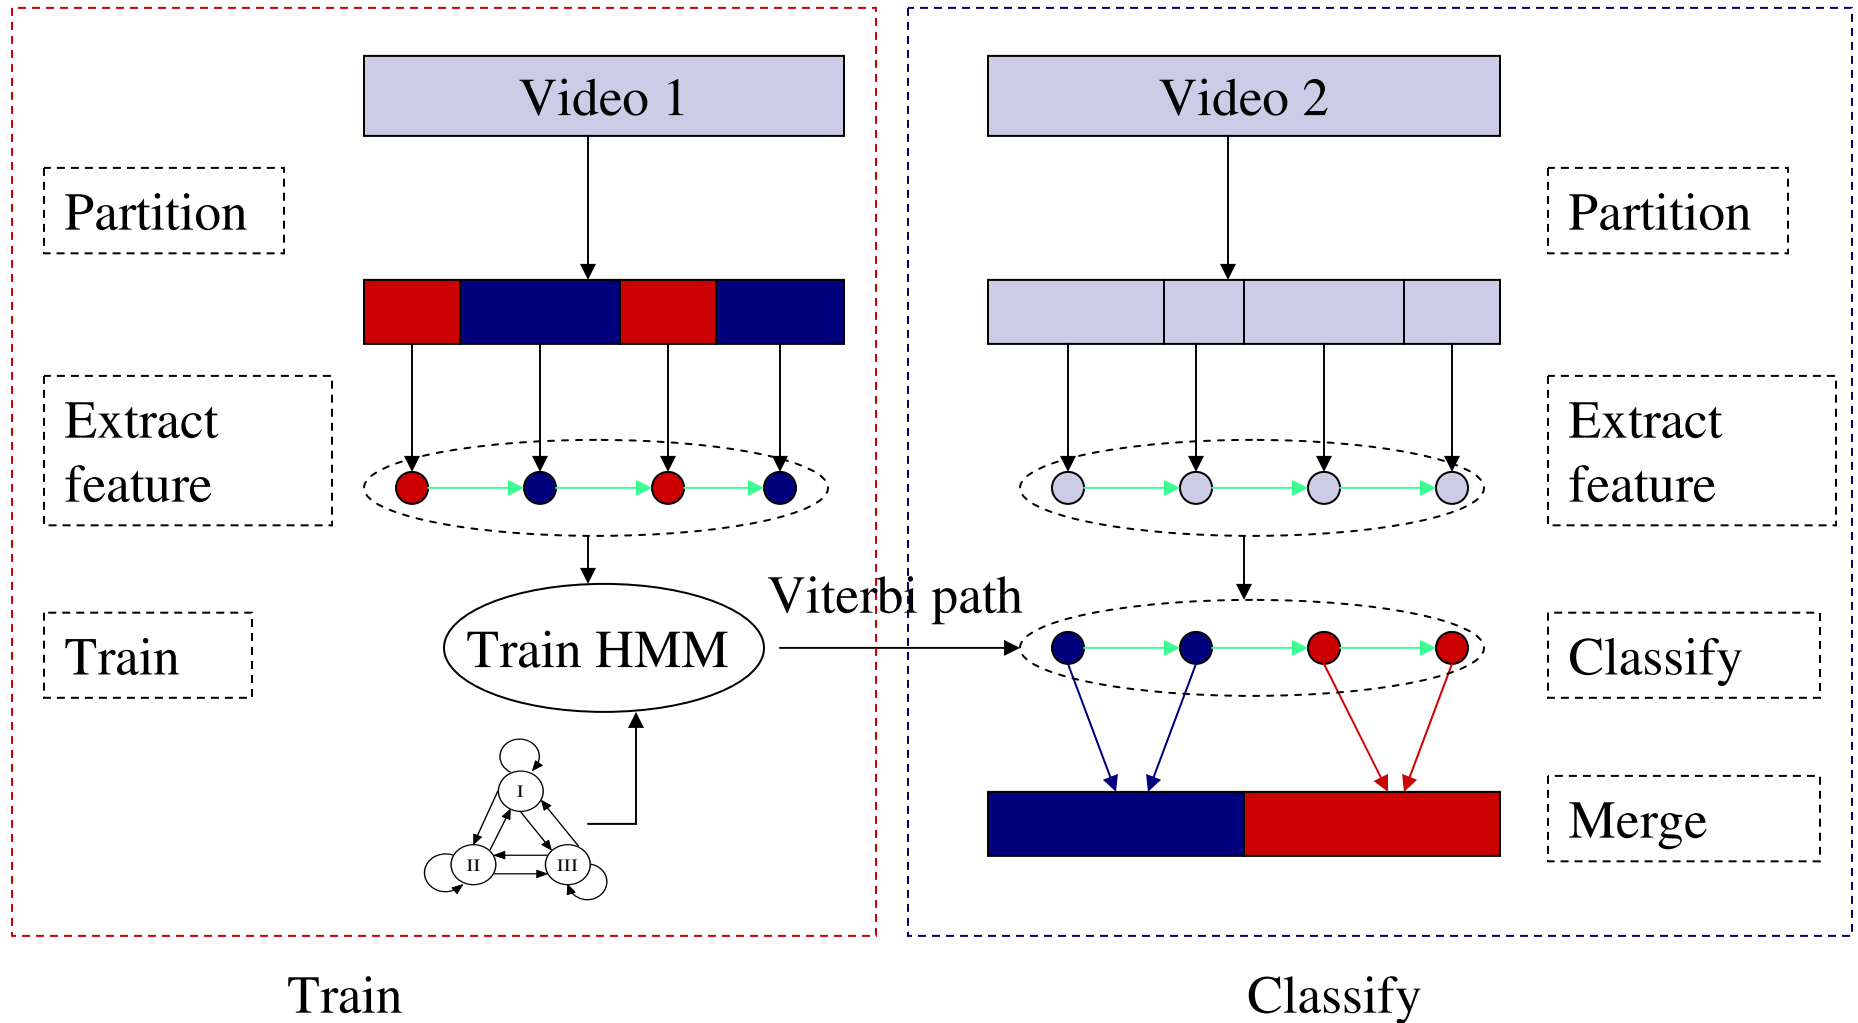 Video 1
Partition
Extract
feature
Train
Train HMM
I
II
III
Viterbi path
Video 2
Partition
Extract
feature
Classify
Merge
Train
Classify